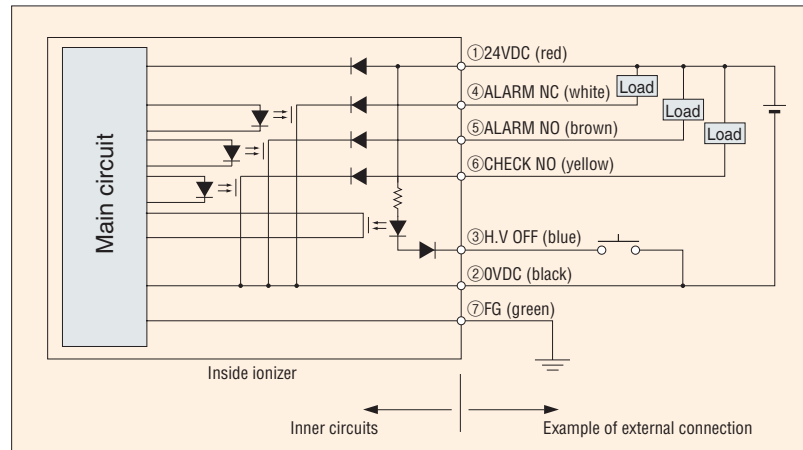 ①24VDC (red)
④ALARM NC (white)
Load
⑤ALARM NO (brown)
Load
Load
⑥CHECK NO (yellow)
Main circuit
③H.V OFF (blue)
②0VDC (black)
⑦FG (green)
Inside ionizer
Inner circuits
Example of external connection